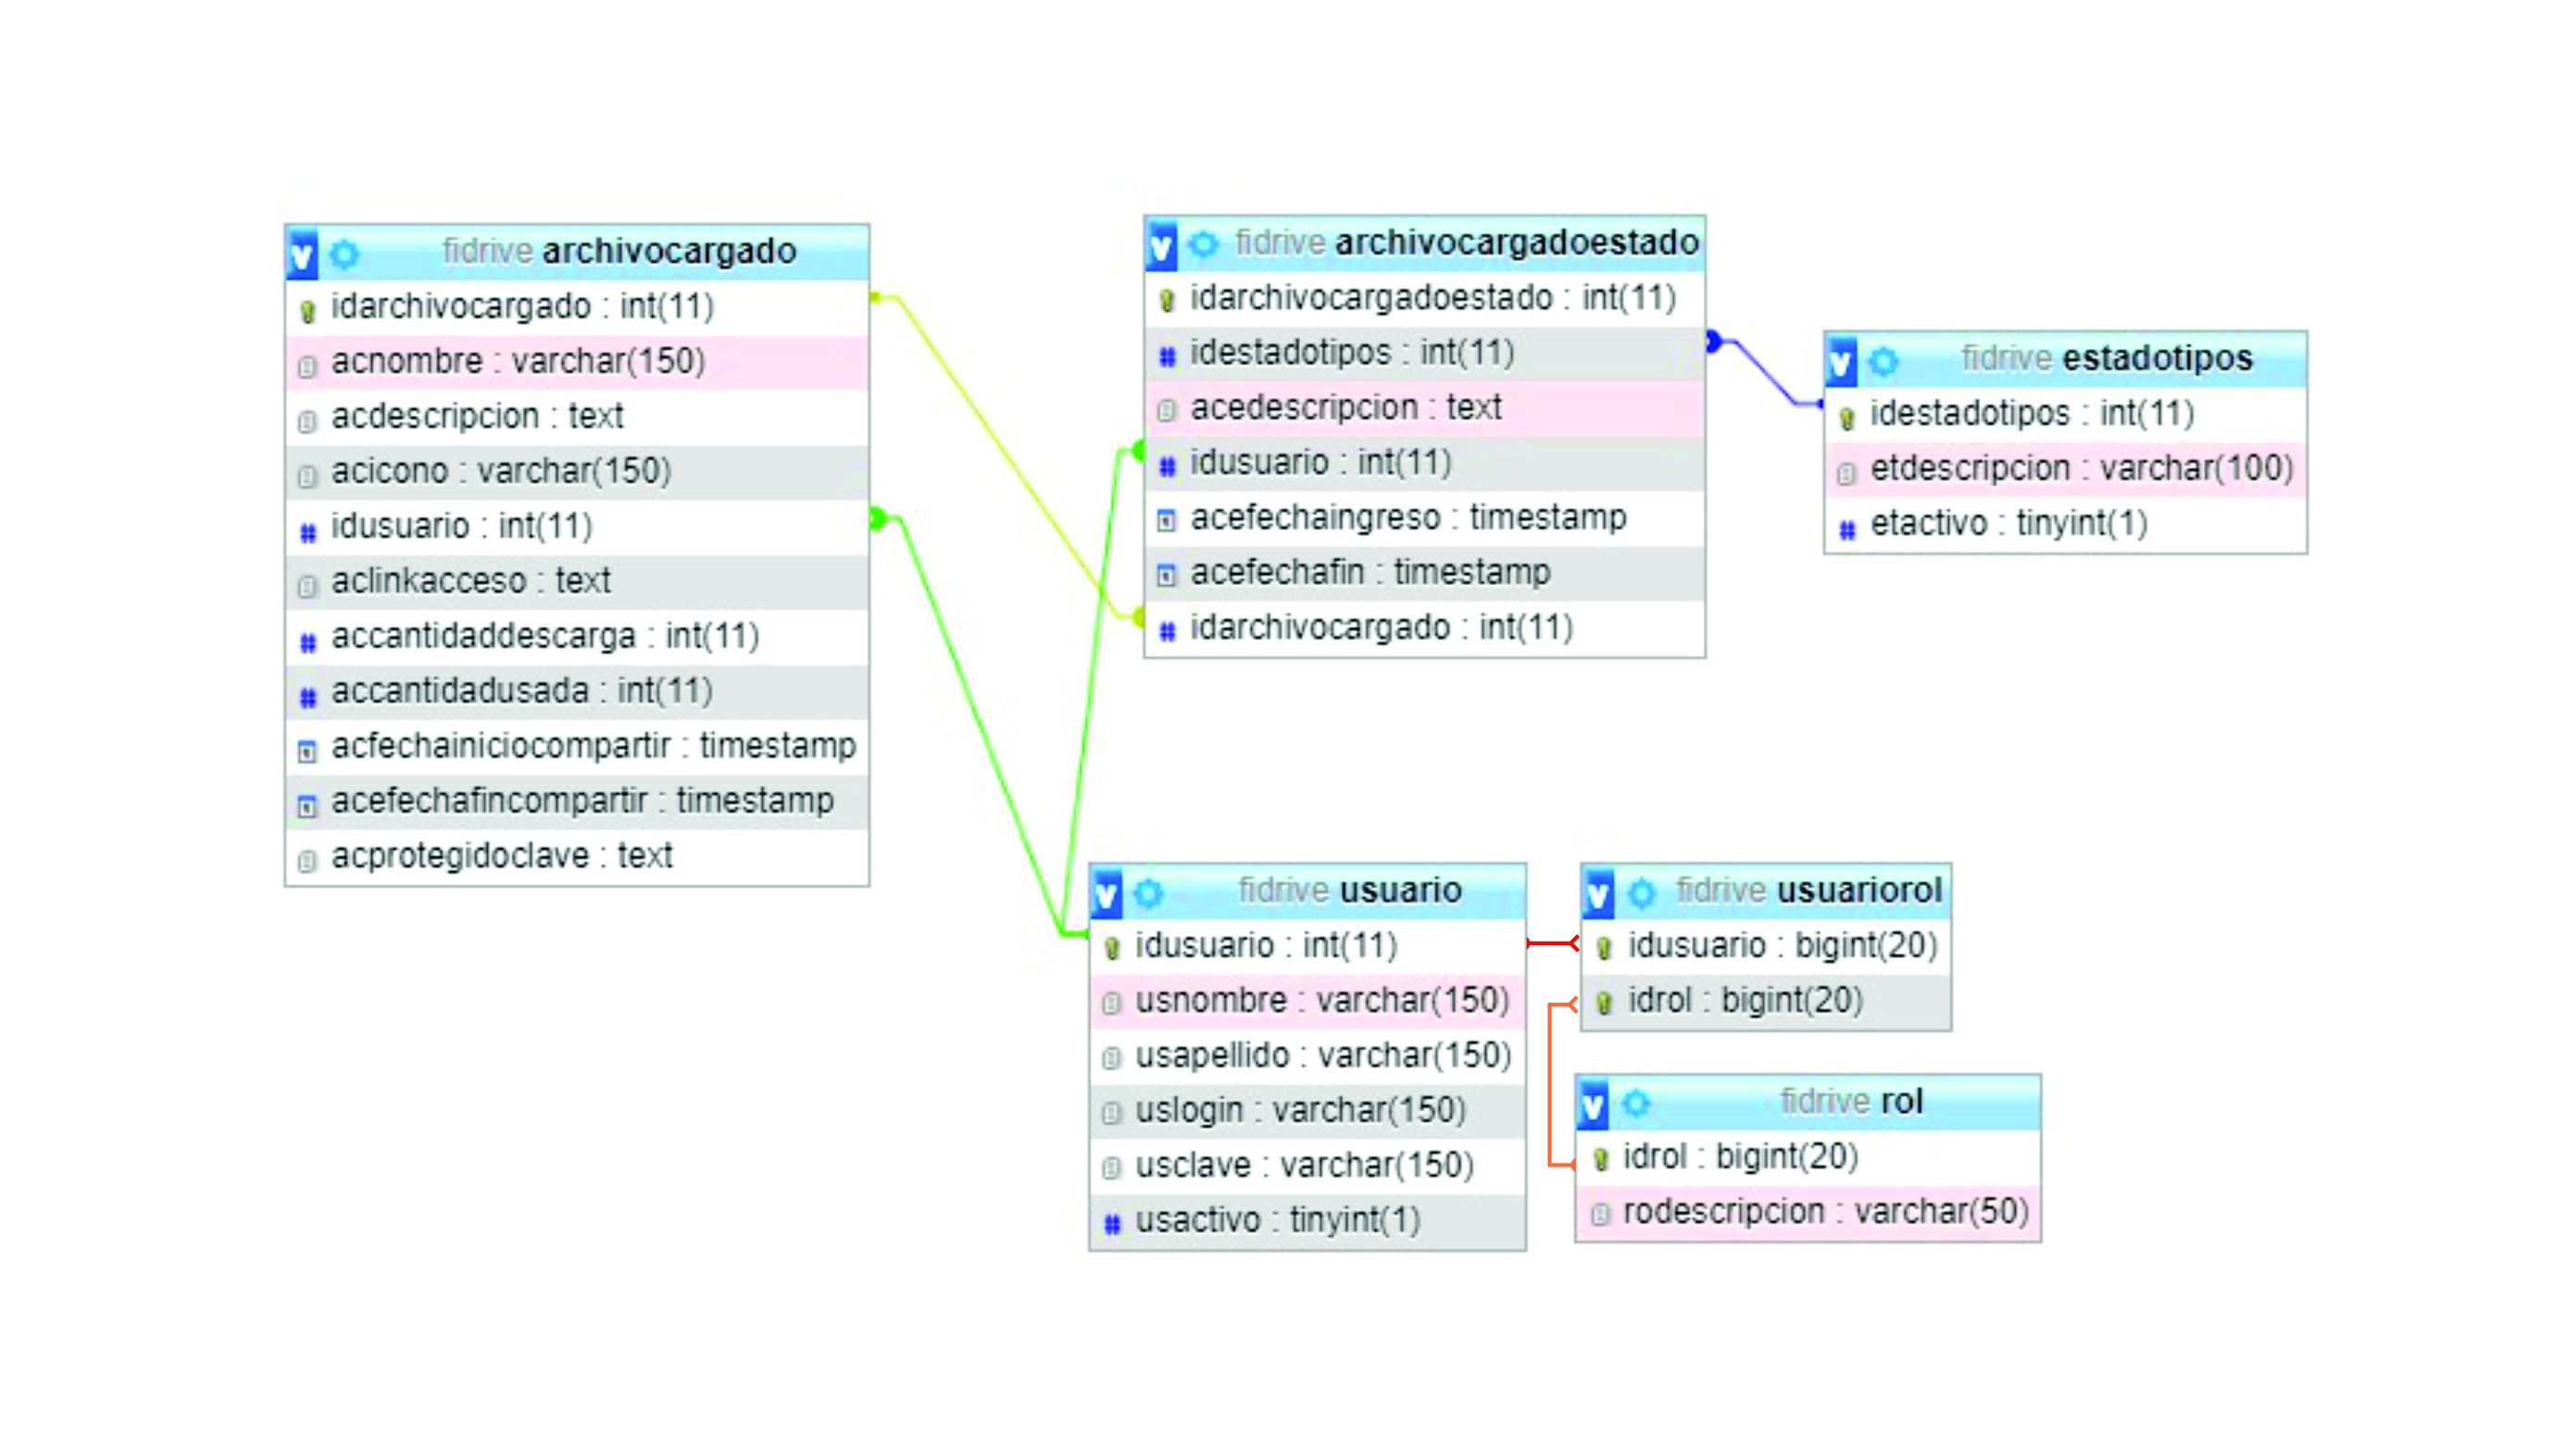 fidrive archivocargado
idarchivocargado : int(11)
acnombre : varchar(150)
acdescripcion : text
acicono : varchar(150)
idusuario : int(11)
aclinkacceso : text
accantidaddescarga : int(11)
accantidadusada : int(11)
acfechainiciocompartir : timestamp
acefechafincompartir : timestamp
acprotegidoclave : text
fidrive archivocargadoestado
idarchivocargadoestado : int(11)
idestadotipos : int(11)
acedescripcion : text
idusuario : int(11)
acefechaingreso : timestamp
acefechafin : timestamp
idarchivocargado : int(11)
fidrive estadotipos
idestadotipos : int(11)
etdescripcion : varchar(100)
etactivo : tinyint(1)
fidrive usuario
idusuario : int(11)
usnombre : varchar(150)
usapellido : varchar(150)
uslogin : varchar(150)
usclave : varchar(150)
usactivo : tinyint(1)
fidrive usuariorol
idusuario : bigint(20)
idrol : bigint(20)
fidrive rol
idrol : bigint(20)
rodescripcion : varchar(50)